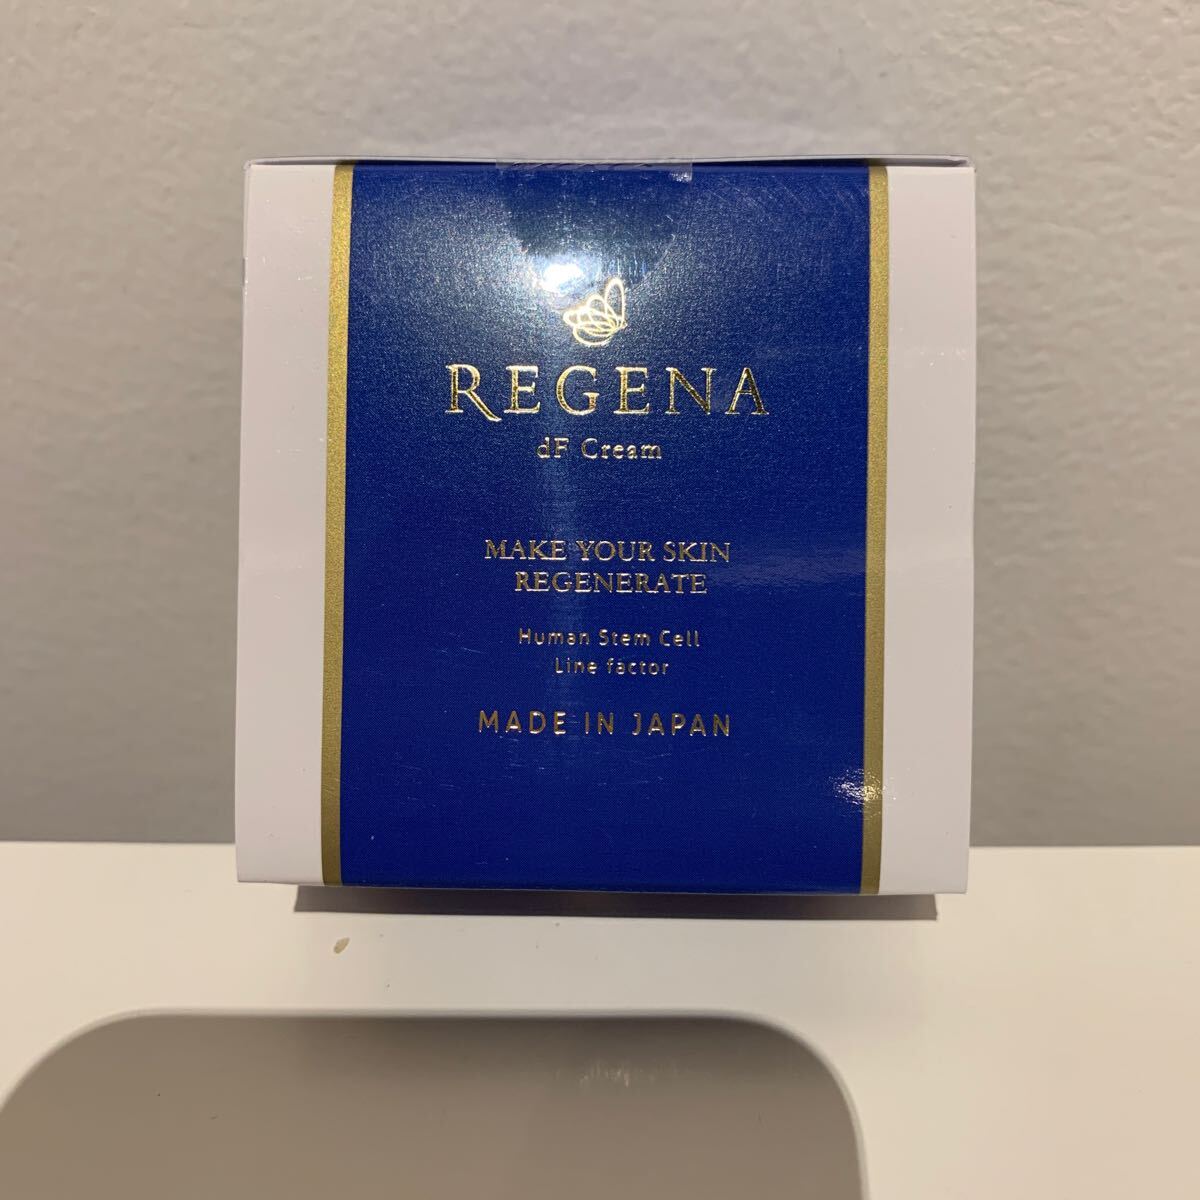 REGENA
dF Cream
MAKE YOUR SKIN
REGENERATE
Human Stem Cell
Line factor
MADE IN JAPAN